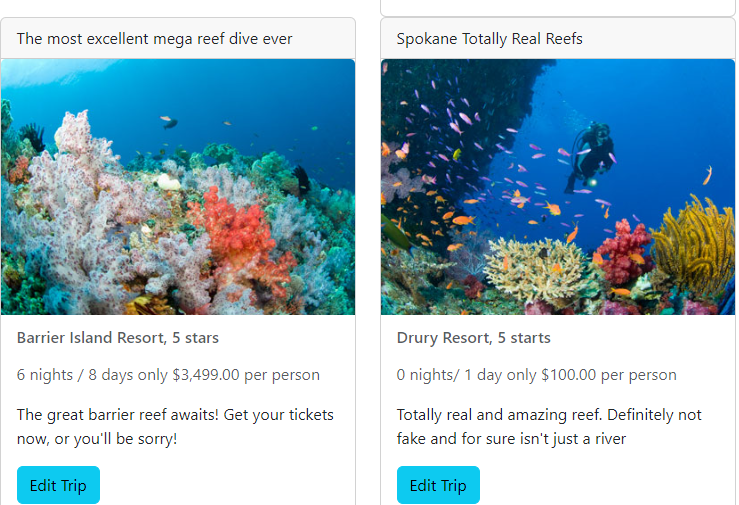 The most excellent mega reef dive ever
Barrier Island Resort, 5 stars
6 nights / 8 days only $3,499.00 per person
The great barrier reef awaits! Get your tickets
now, or you'll be sorry!
Edit Trip
Spokane Totally Real Reefs
Drury Resort, 5 starts
0 nights/ 1 day only $100.00 per person
Totally real and amazing reef. Definitely not
fake and for sure isn't just a river
Edit Trip